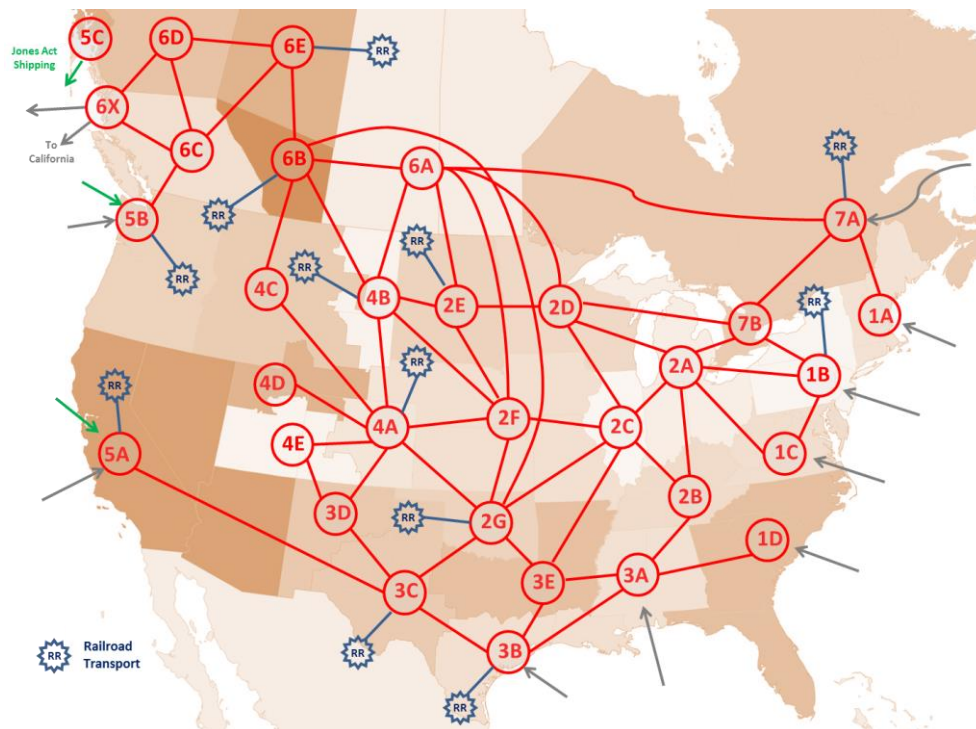 5C
6D
6E
RR
Jones Act
Shipping
6X
To
California
6C
6B
6A
RR
7A
5B
RR
RR
RR
RR
4C
4B
2E
2D
7B
RR
1A
RR
2A
1B
4D
RR
5A
4E
4A
2F
2C
1C
2B
3D
RR
2G
1D
3C
3E
3A
RR
Railroad
Transport
RR
3B
RR